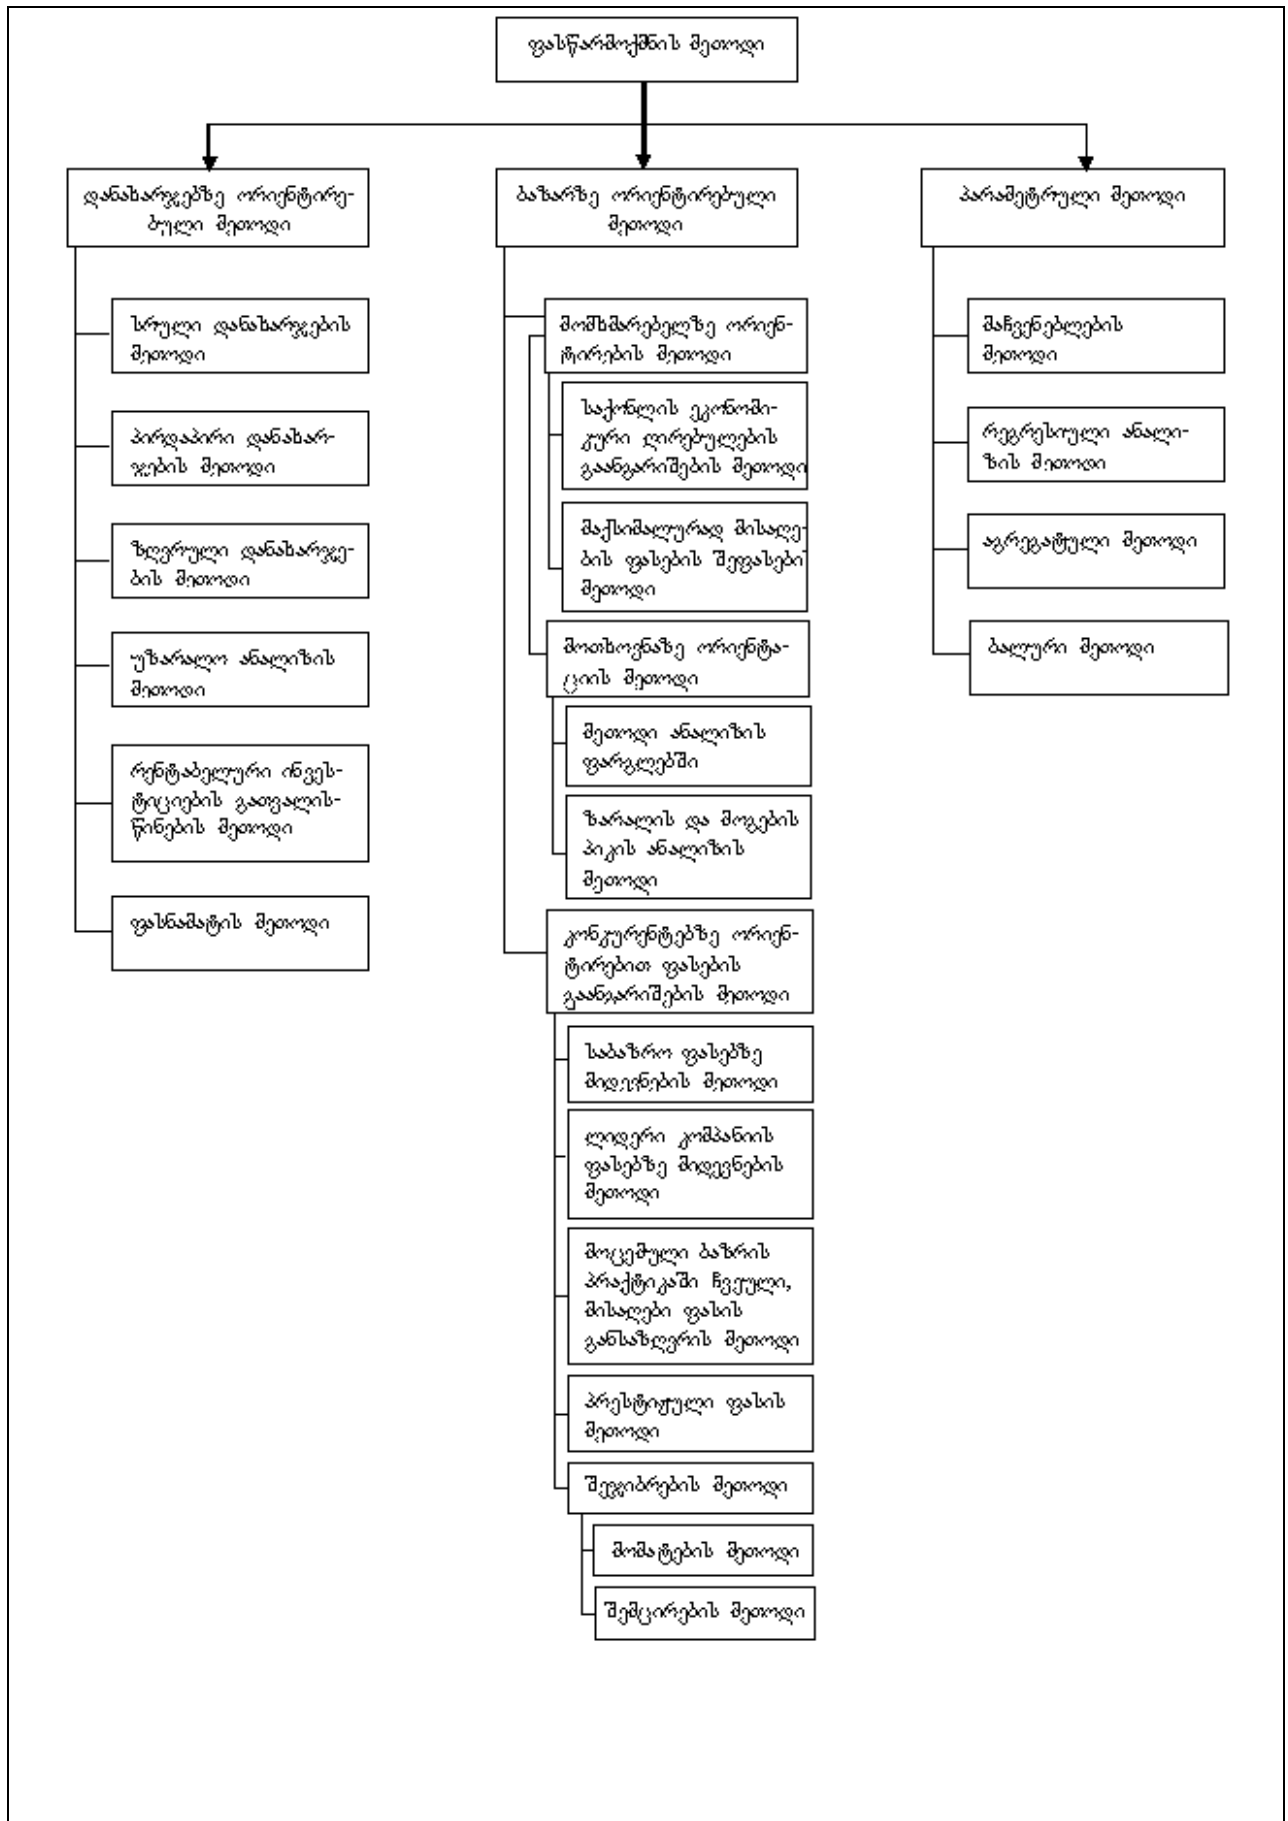 ფასწარმოქმნის მეთოდი
დანახარჯებზე ორიენტირე-
ბული მეთოდი
სრული დანახარჯების
მეთოდი
პირდაპირი დანახარ-
ჯების მეთოდი
ზღვრული დანახარჯე-
ბის მეთოდი
უზარალო ანალიზის
მეთოდი
რენტაბელური ინვეს-
ტიციების გათვალის-
წინების მეთოდი
ფასნამატის მეთოდი
ბაზარზე ორიენტირებული
მეთოდი
მომხმარებელზე ორიენ-
ტირების მეთოდი
საქონლის ეკონომი-
კური ღირებულების
გაანგარიშების მეთოდი
მაქსიმალურად მისაღე-
ბის ფასების შეფასები
მეთოდი
მოთხოვნაზე ორიენტა-
ციის მეთოდი
მეთოდი ანალიზის
ფარგლებში
ზარალის და მოგების
პიკის ანალიზის
მეთოდი
კონკურენტებზე ორიენ-
ტირებით ფასების
გაანგარიშების მეთოდი
საბაზრო ფასებზე
მიდევნების მეთოდი
ლიდერი კომპანიის
ფასებზე მიდევნების
მეთოდი
მოცემული ბაზრის
პრაქტიკაში ჩვეული,
მისაღები ფასის
განსაზღვრის მეთოდი
პრესტიჟული ფასის
მეთოდი
შეჯიბრების მეთოდი
მომატების მეთოდი
შემცირების მეთოდი
პარამეტრული მეთოდი
მაჩვენებლების
მეთოდი
რეგრესიული ანალი-
ზის მეთოდი
აგრეგატული მეთოდი
ბალური მეთოდი